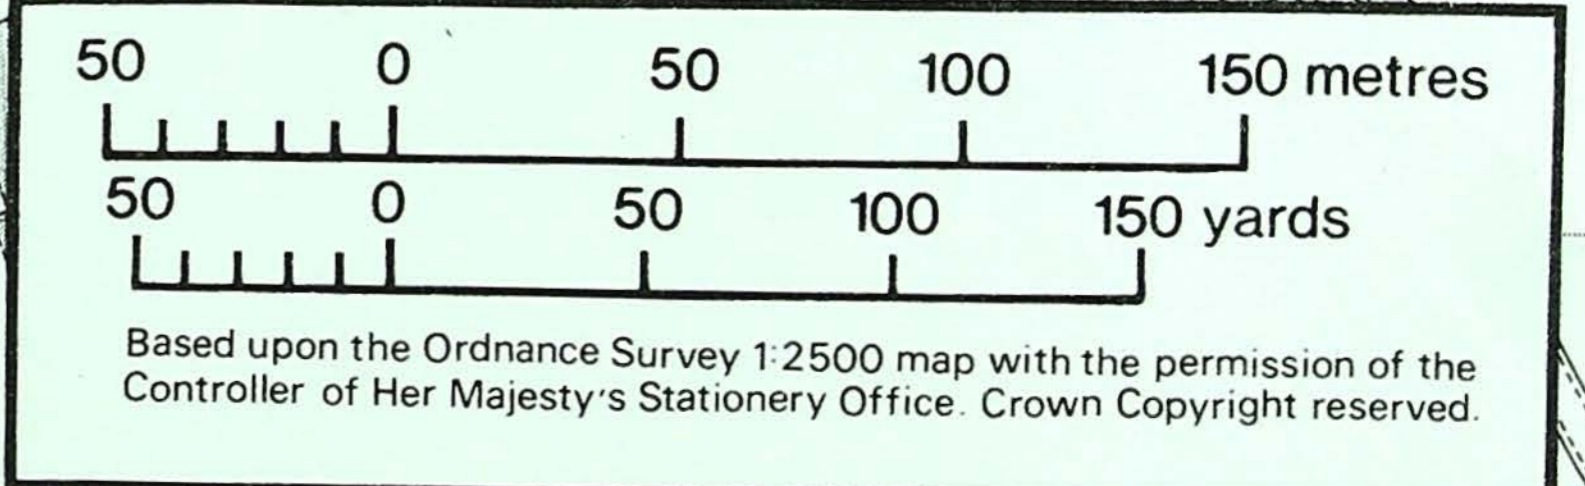 50 0 50 100 150 metres
50 0 50 100 150 yards
Based upon the Ordnance Survey 1:2500 map with the permission of the
Controller of Her Majesty's Stationery Office. Crown Copyright reserved.